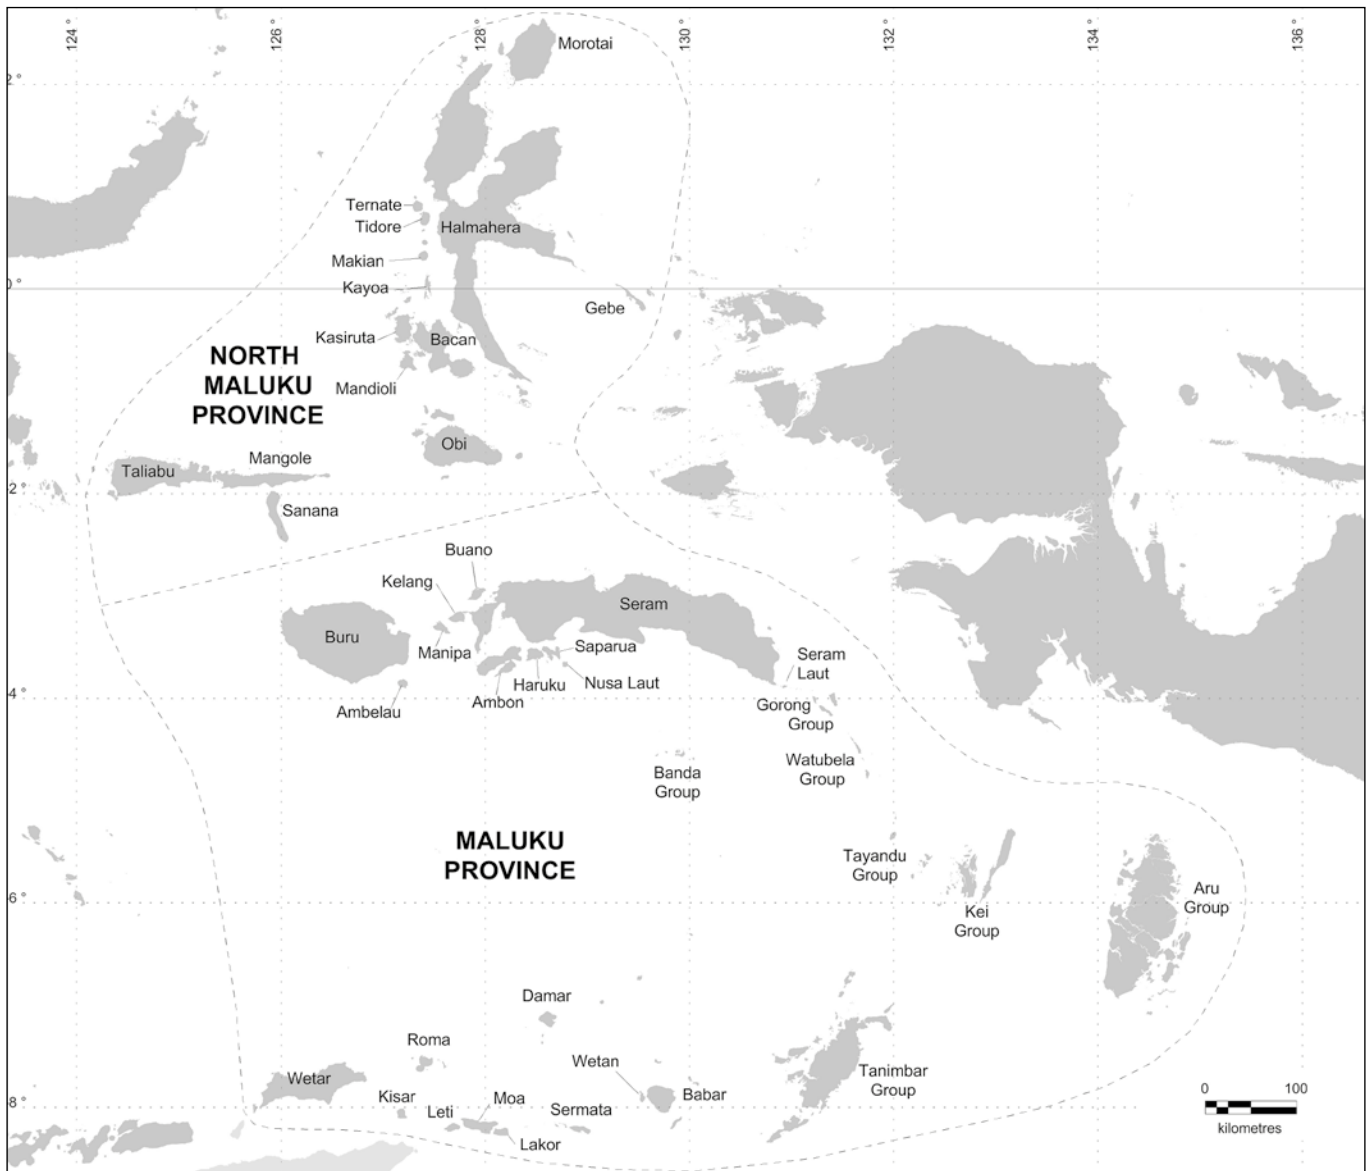 124 °
126 °
128 °
130 °
132 °
134 °
136 °
Morotai
2 °
Ternate
Tidore
Halmahera
Makian
Kayoa
0 °
Gebe
Kasiruta
Bacan
NORTH
MALUKU
PROVINCE
Mandioli
Obi
Mangole
Taliabu
2 °
Sanana
Buano
Kelang
Seram
Buru
Manipa
Saparua
Seram
Laut
Haruku
Nusa Laut
Ambon
4 °
Ambelau
Gorong
Group
Watubela
Group
Banda
Group
MALUKU
PROVINCE
Tayandu
Group
Aru
Group
6 °
Kei
Group
Damar
Roma
Wetan
Tanimbar
Group
Wetar
Kisar
Moa
Babar
Leti
Sermata
8 °
Lakor
0 100
kilometres